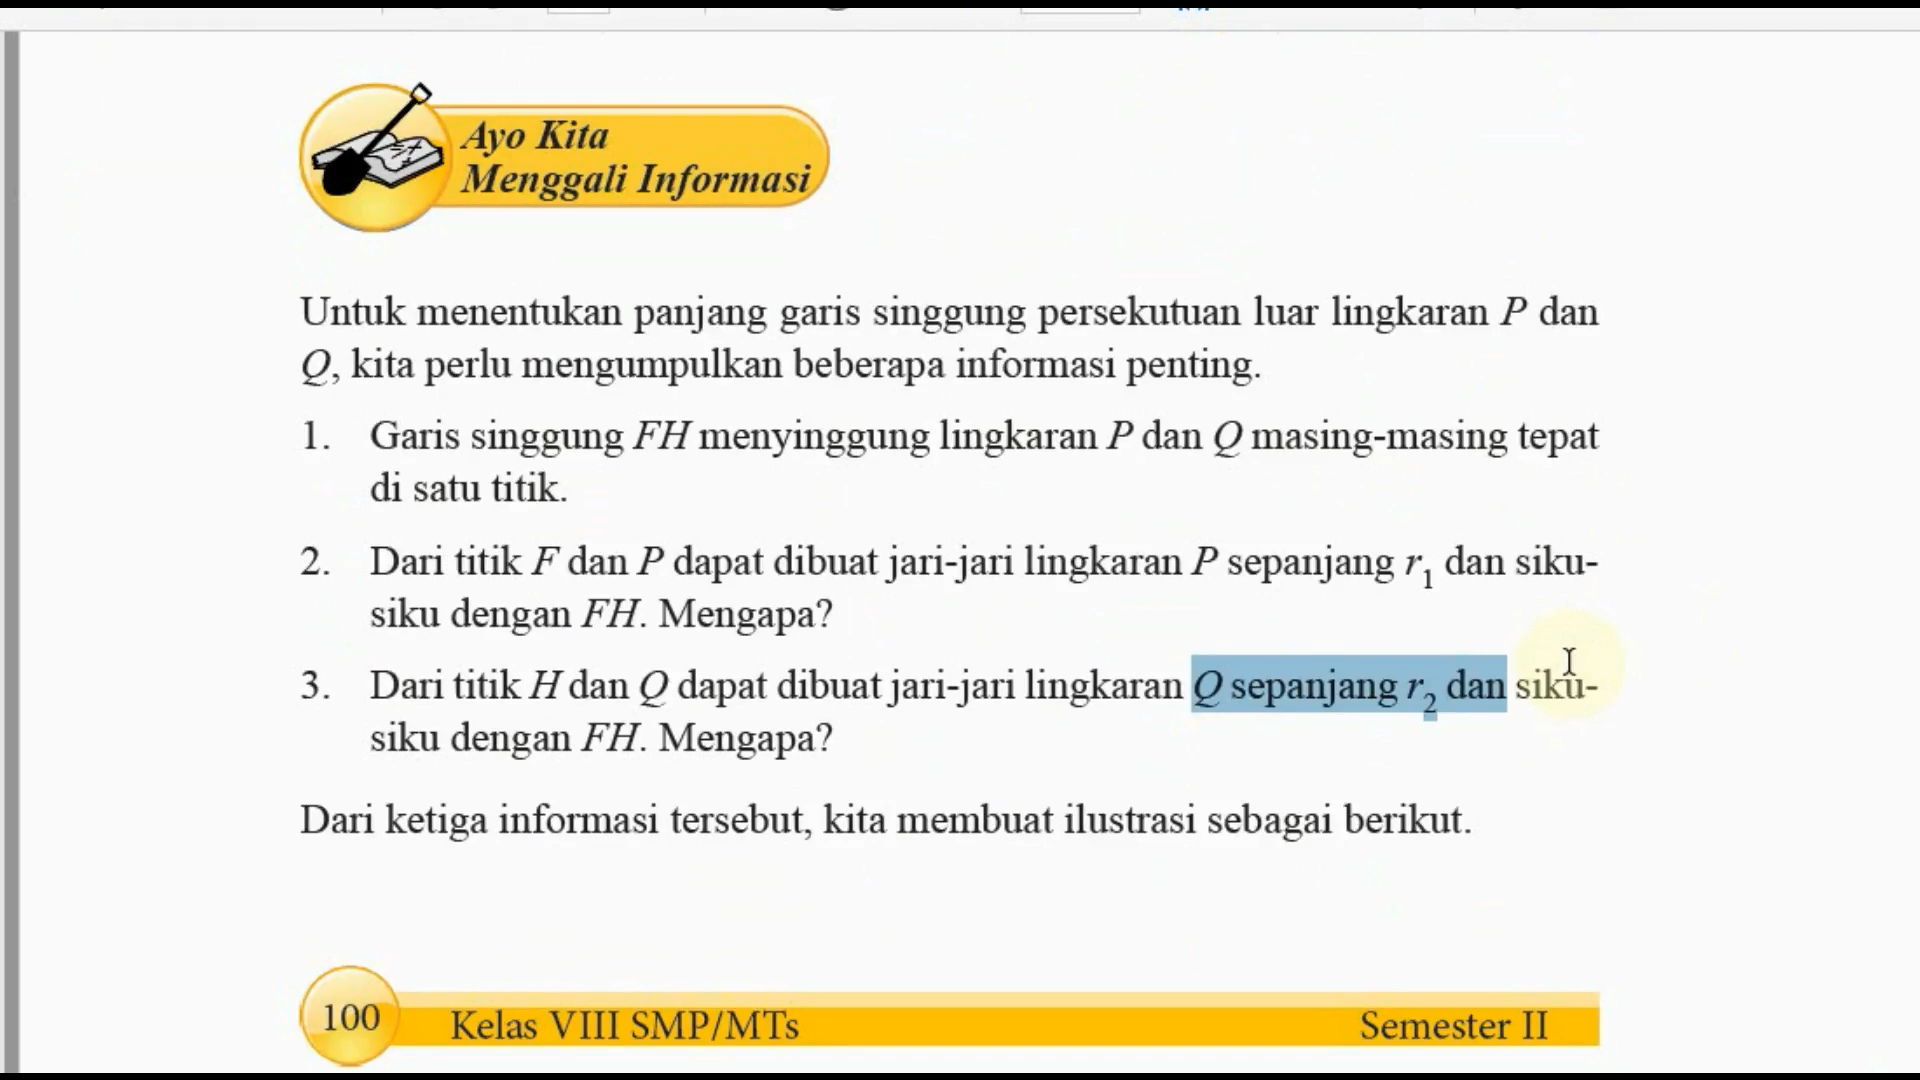 Ayo Kita
Menggali Informasi
Untuk menentukan panjang garis singgung persekutuan luar lingkaran P dan
Q, kita perlu mengumpulkan beberapa informasi penting.
1. Garis singgung FH menyinggung lingkaran P dan Q masing-masing tepat
di satu titik.
2. Dari titik F dan P dapat dibuat jari-jari lingkaran P sepanjang r₁ dan siku-
siku dengan FH. Mengapa?
3. Dari titik H dan Q dapat dibuat jari-jari lingkaran Q sepanjang r₂ dan siku-
siku dengan FH. Mengapa?
Dari ketiga informasi tersebut, kita membuat ilustrasi sebagai berikut.
100 Kelas VIII SMP/MTs Semester II